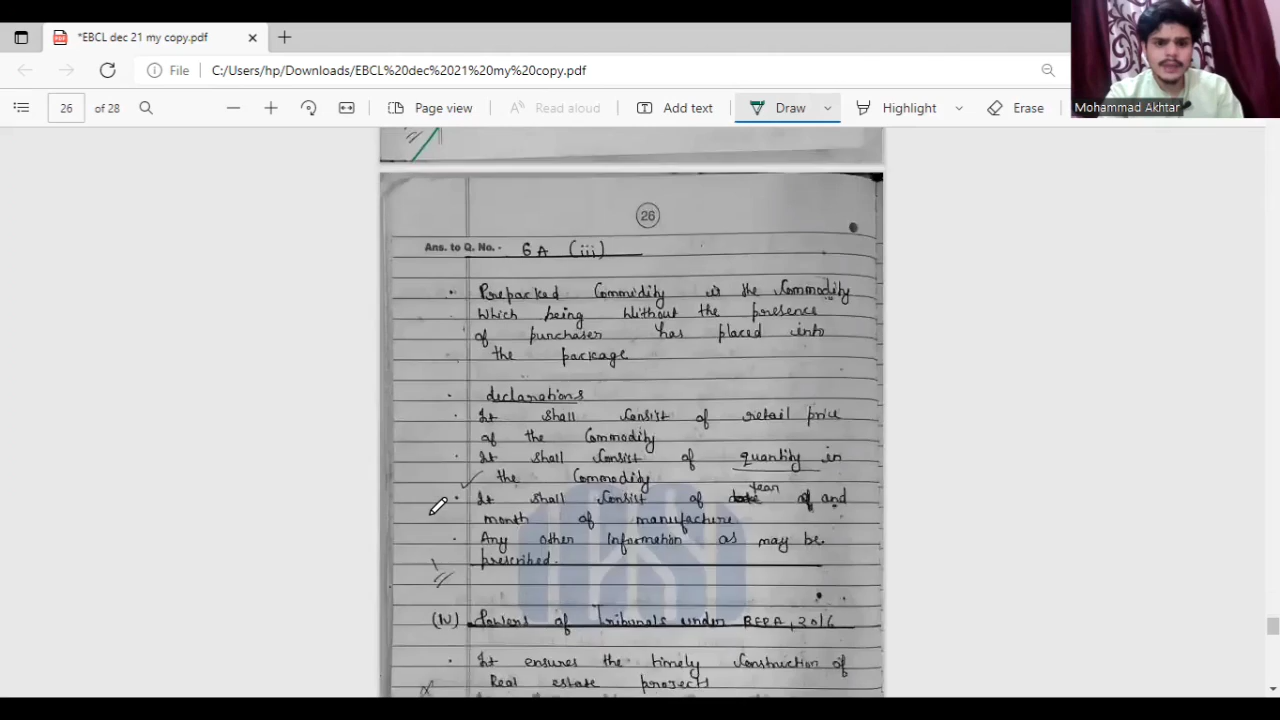 *EBCL dec 21 my copy.pdf
File C:/Users/hp/Downloads/EBCL%20dec%2021%20my%20copy.pdf
26 of 28 Page view Read aloud Add text Draw Highlight Erase
Mohammad Akhtar
26
Ans. to Q. No. - 6A (iii)
Prepacked Commodity is the Commodity
which being without the presence
of purchaser has placed into
the package
declarations
It shall consist of retail price
of the Commodity
It shall consist of quantity in
the Commodity
It shall consist of year and
month of manufacture
Any other Information as may be
prescribed.
ICSI
(IV) Powers of Tribunals under RERA, 2016
It ensures the timely construction of
Real estate projects